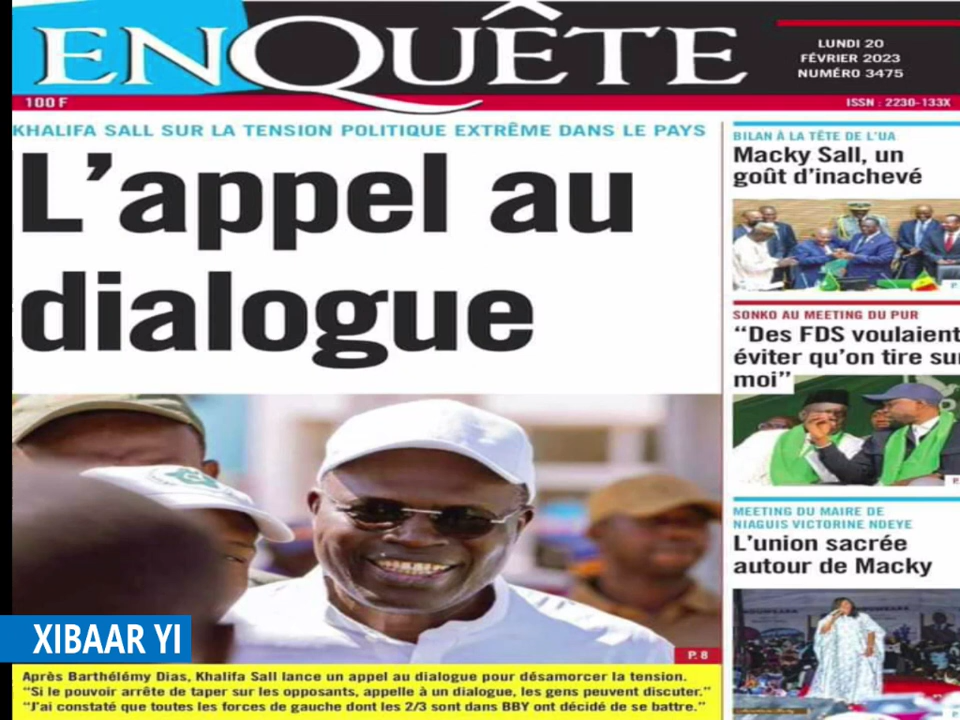 ENQUÊTE
LUNDI 20
FÉVRIER 2023
NUMÉRO 3475
100 F
ISSN : 2230-133X
KHALIFA SALL SUR LA TENSION POLITIQUE EXTRÊME DANS LE PAYS
L'appel au
dialogue
BILAN À LA TÊTE DE L'UA
Macky Sall, un
goût d'inachevé
SONKO AU MEETING DU PUR
“Des FDS voulaient
éviter qu'on tire sur
moi”
MEETING DU MAIRE DE
NIAGUIS VICTORINE NDEYE
L'union sacrée
autour de Macky
XIBAAR YI
P. 8
Après Barthélémy Dias, Khalifa Sall lance un appel au dialogue pour désamorcer la tension.
“Si le pouvoir arrête de taper sur les opposants, appelle à un dialogue, les gens peuvent discuter.”
“J'ai constaté que toutes les forces de gauche dont les 2/3 sont dans BBY ont décidé de se battre.”